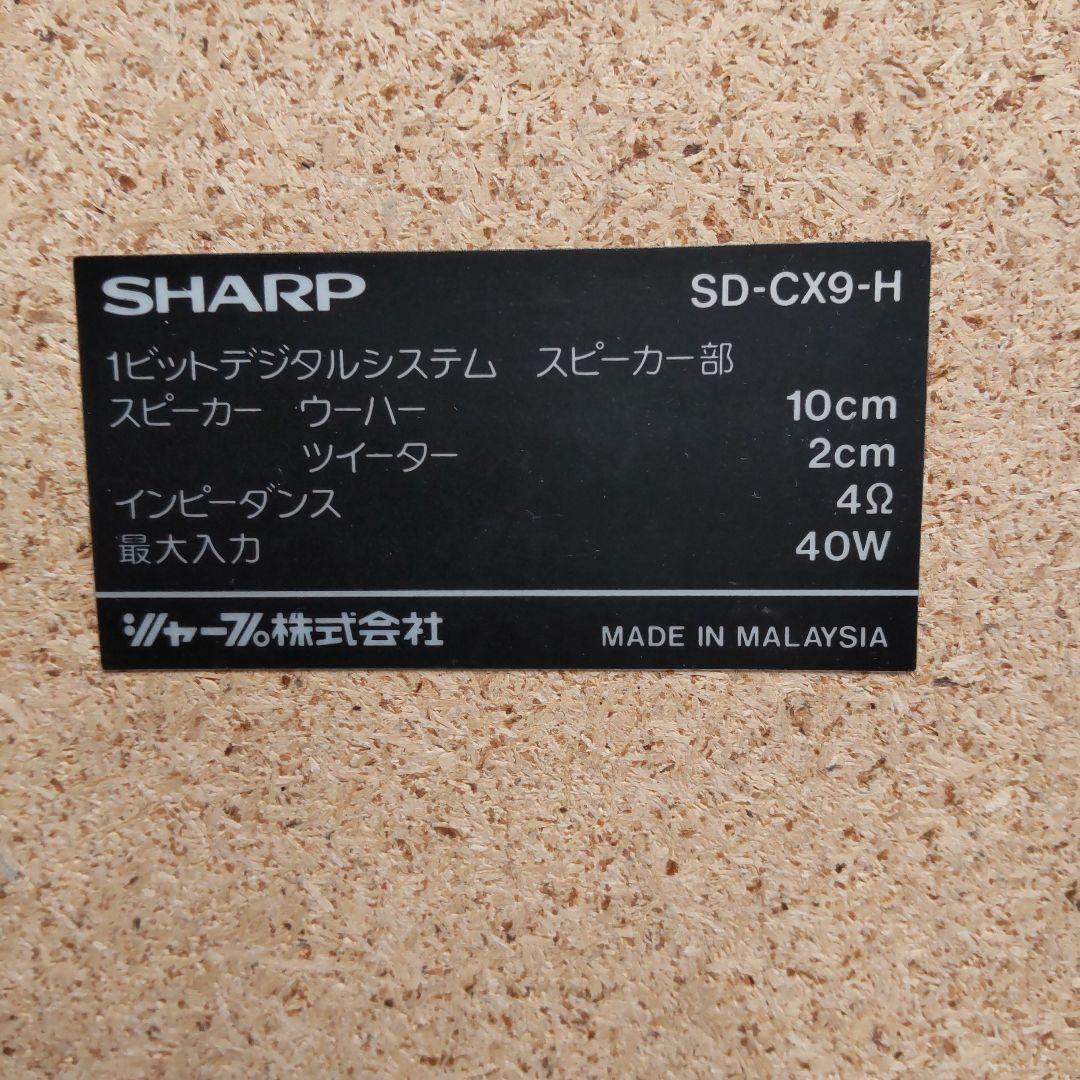 SHARP SD-CX9-H
1ビットデジタルシステム スピーカー部
スピーカー ウーハー 10cm
ツイーター 2cm
インピーダンス 4Ω
最大入力 40W
シャープ株式会社 MADE IN MALAYSIA